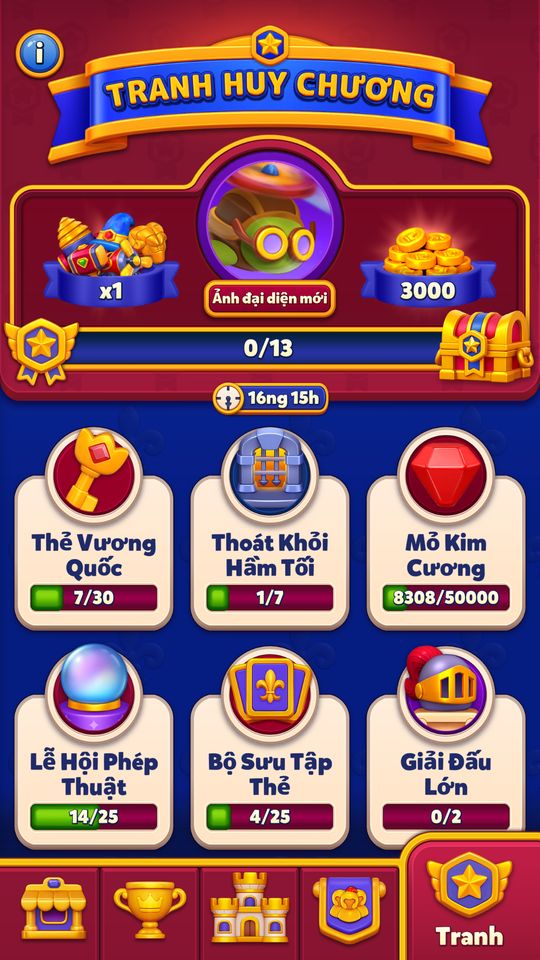 i
TRANH HUY CHƯƠNG
x1
Ảnh đại diện mới
3000
0/13
16ng 15h
Thẻ Vương
Quốc
7/30
Thoát Khỏi
Hầm Tối
1/7
Mỏ Kim
Cương
8308/50000
Lễ Hội Phép
Thuật
14/25
Bộ Sưu Tập
Thẻ
4/25
Giải Đấu
Lớn
0/2
Tranh